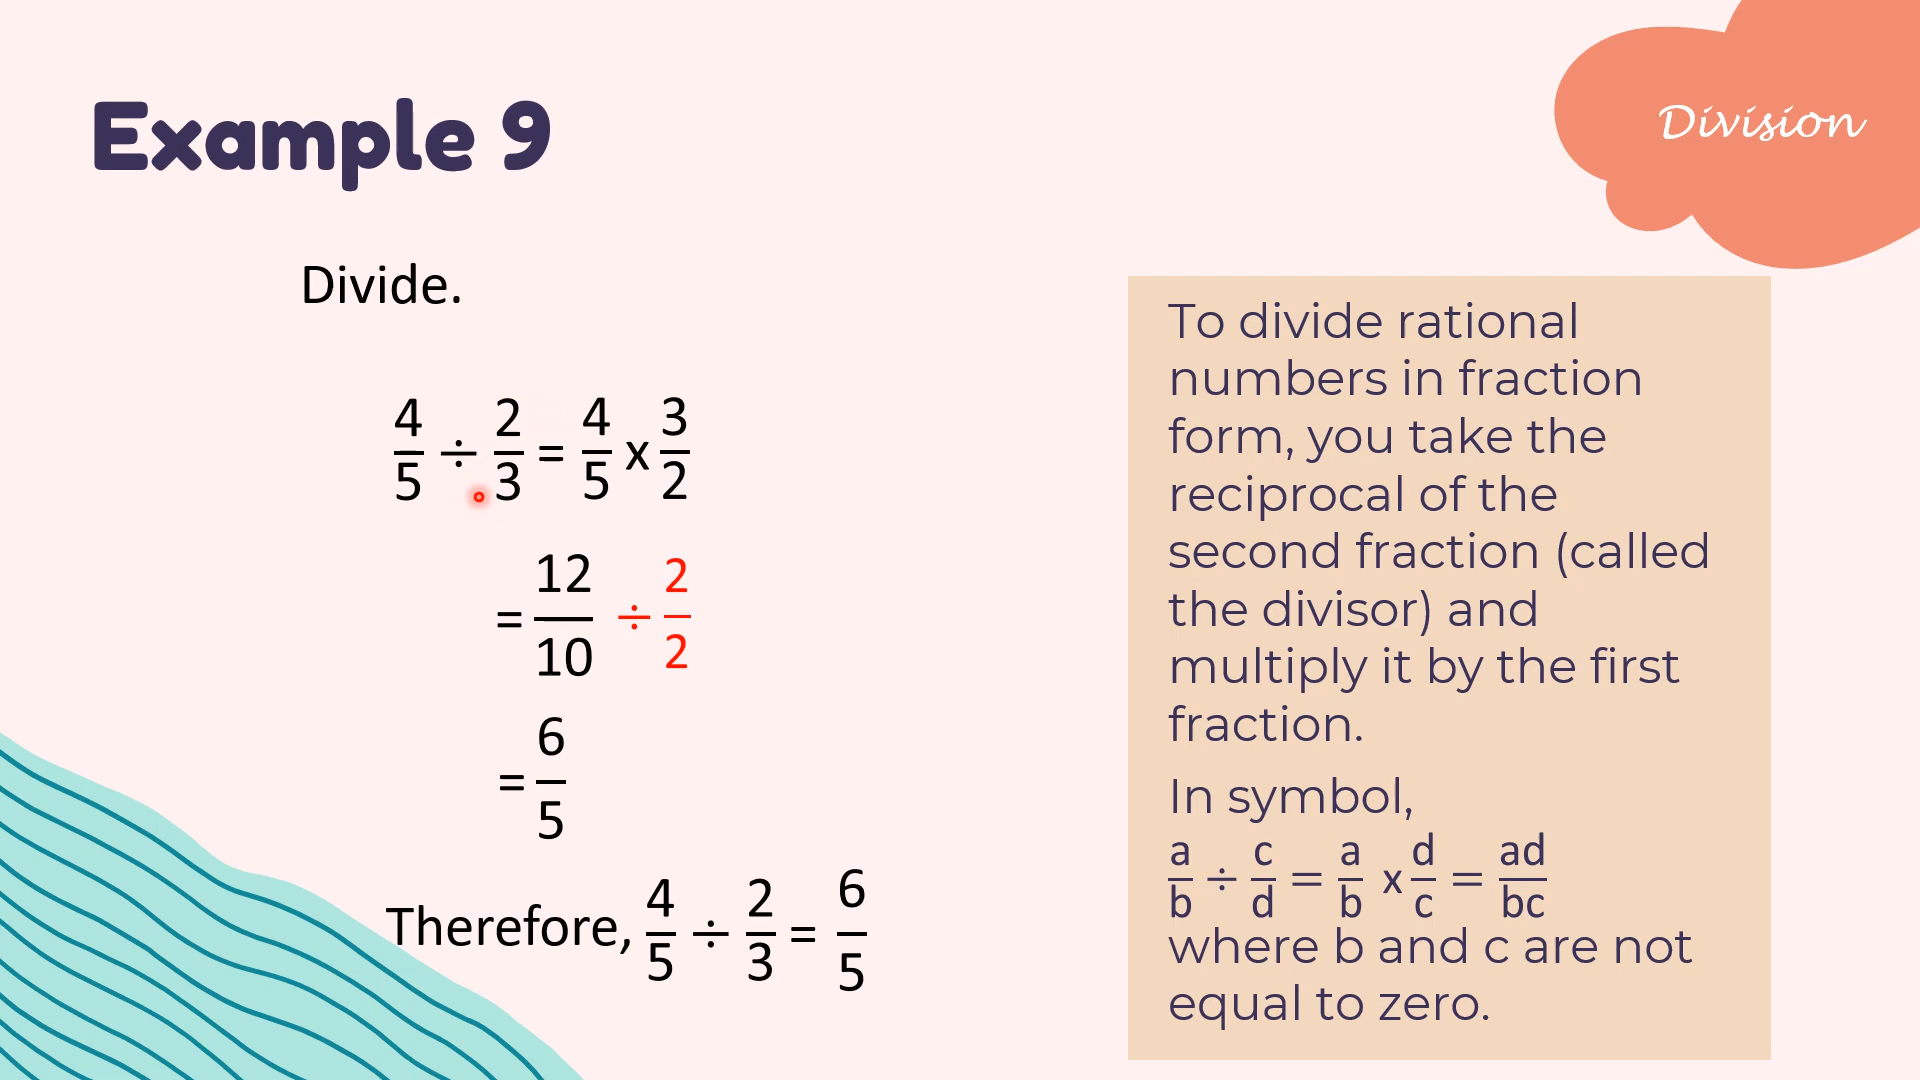 Example 9
Division
Divide.
4/5 ÷ 2/3 = 4/5 x 3/2
= 12/10 ÷ 2/2
= 6/5
Therefore, 4/5 ÷ 2/3 = 6/5
To divide rational
numbers in fraction
form, you take the
reciprocal of the
second fraction (called
the divisor) and
multiply it by the first
fraction.
In symbol,
a/b ÷ c/d = a/b x d/c = ad/bc
where b and c are not
equal to zero.